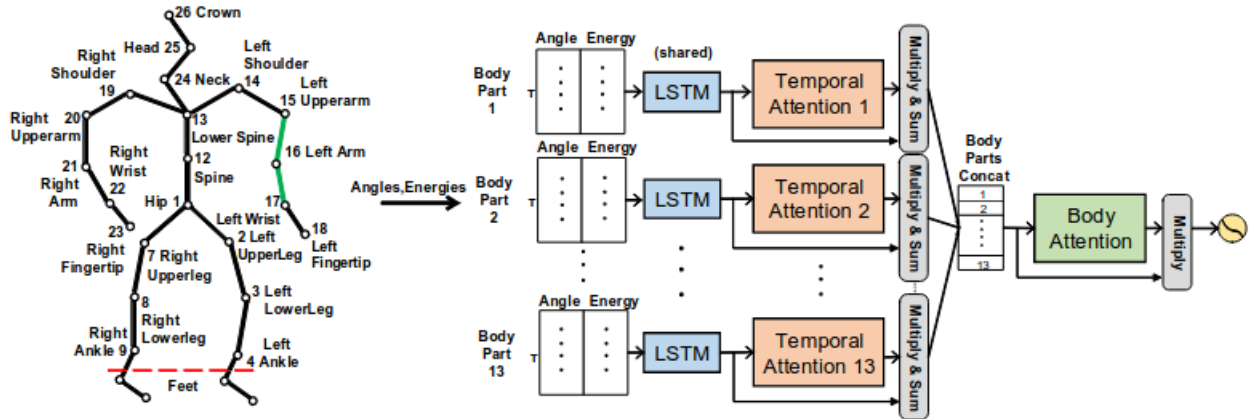 26 Crown
Head 25
Right
Shoulder
19
24 Neck
Left
Shoulder
14
Left
Upperarm
15
20
Right
Upperarm
13
Lower Spine
12
Spine
16 Left Arm
21
Right
Arm
Right
Wrist
22
23
Right
Fingertip
Hip 1
17
Left Wrist
18
Left
Fingertip
2 Left
UpperLeg
7 Right
Upperleg
3 Left
LowerLeg
8
Right
Lowerleg
Right
Ankle 9
Left
4 Ankle
Feet
Angles,Energies
Angle Energy
Body
Part
1
T
(shared)
LSTM
Temporal
Attention 1
Multiply & Sum
Angle Energy
Body
Part
2
T
LSTM
Temporal
Attention 2
Multiply & Sum
Angle Energy
Body
Part
13
T
LSTM
Temporal
Attention 13
Multiply & Sum
Body
Parts
Concat
1
2
13
Body
Attention
Multiply